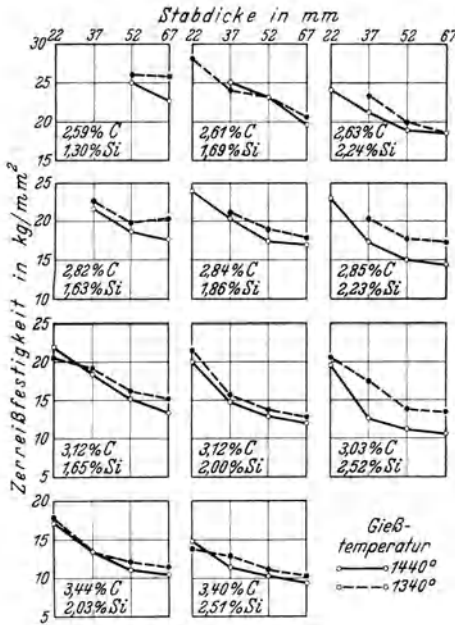 Stabdicke in mm
22 37 52 67 22 37 52 67 22 37 52 67
30
25
20
15
2,59% C
1,30% Si
2,61% C
1,69% Si
2,63% C
2,24% Si
25
20
15
10
2,82% C
1,63% Si
2,84% C
1,86% Si
2,85% C
2,23% Si
Zerreißfestigkeit in kg/mm²
25
20
15
10
5
3,12% C
1,65% Si
3,12% C
2,00% Si
3,03% C
2,52% Si
20
15
10
5
3,44% C
2,03% Si
3,40% C
2,51% Si
Gieß-
temperatur
1440°
1340°